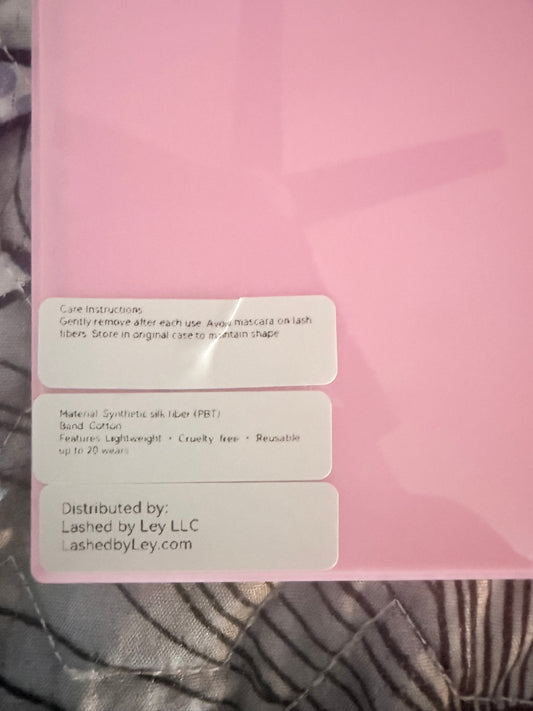 Care Instructions
Gently remove after each use. Avoid mascara on lash
fibers. Store in original case to maintain shape
Material: Synthetic silk fiber (PBT)
Band: Cotton
Features: Lightweight • Cruelty free • Reusable
up to 20 wears
Distributed by:
Lashed by Ley LLC
LashedbyLey.com